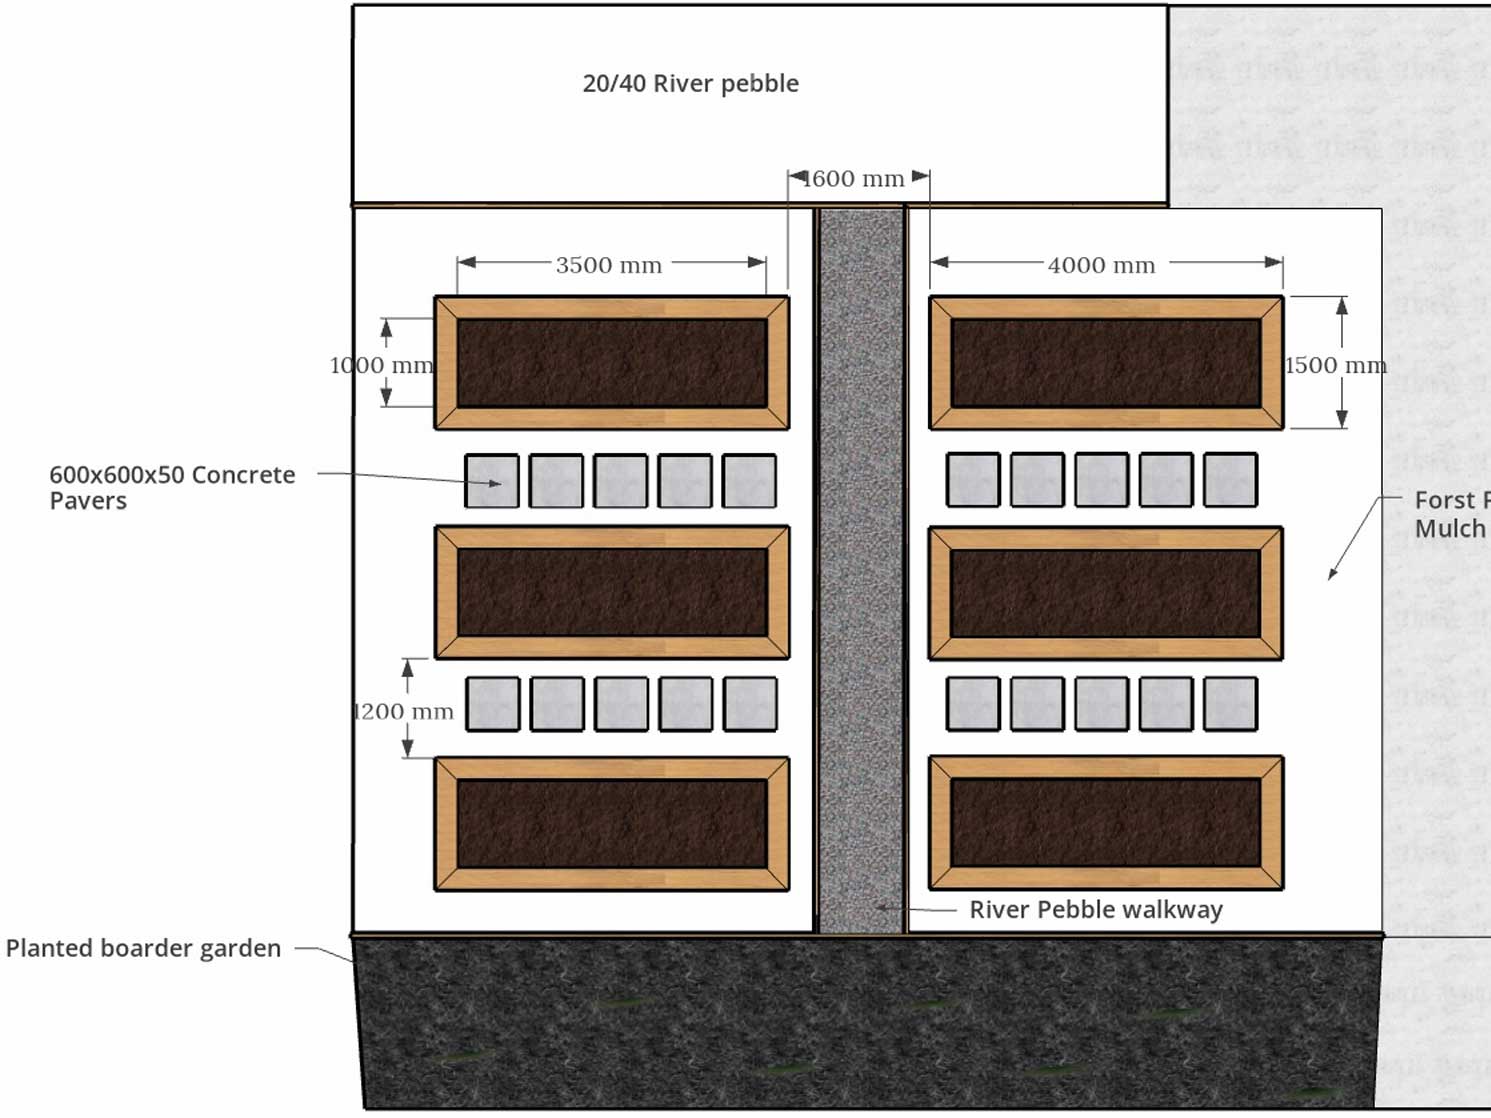 20/40 River pebble
1600 mm
3500 mm
4000 mm
1000 mm
1500 mm
600x600x50 Concrete
Pavers
Forst
Mulch
1200 mm
River Pebble walkway
Planted boarder garden